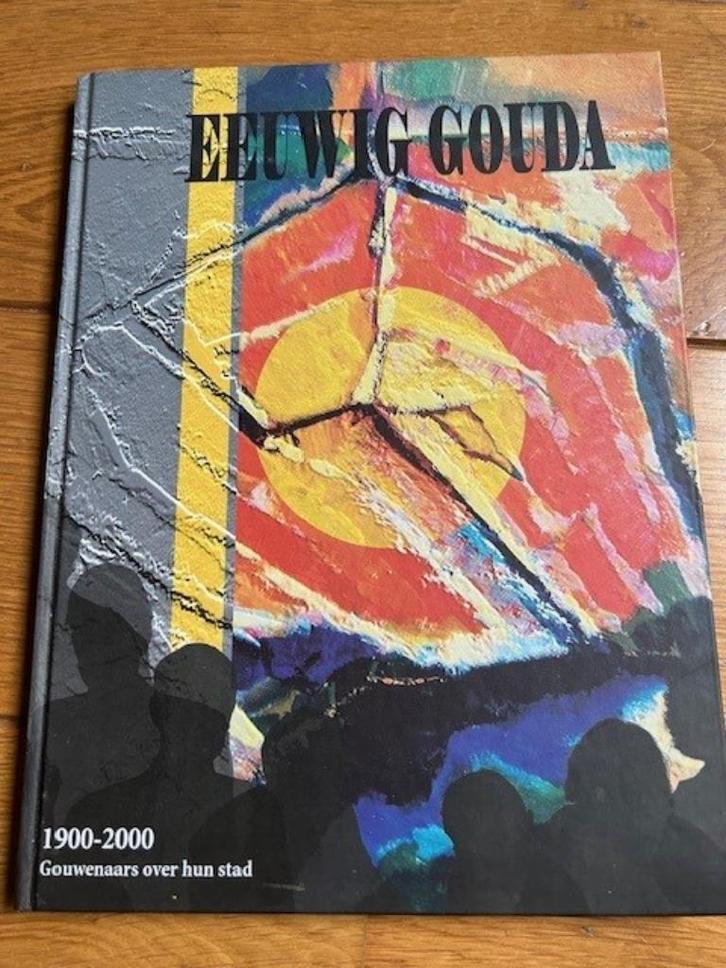 EEUWIG GOUDA
1900-2000
Gouwenaars over hun stad